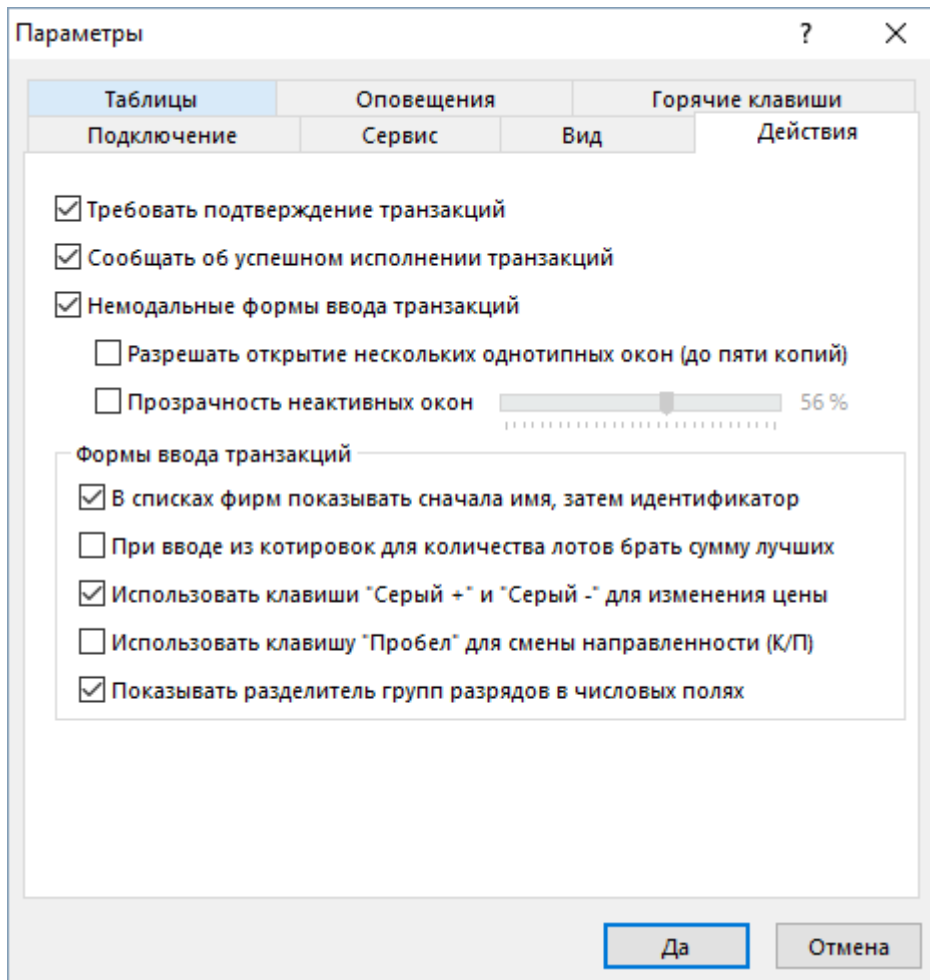 Параметры
?
Таблицы Оповещения Горячие клавиши
Подключение Сервис Вид Действия
Требовать подтверждение транзакций
Сообщать об успешном исполнении транзакций
Немодальные формы ввода транзакций
Разрешать открытие нескольких однотипных окон (до пяти копий)
Прозрачность неактивных окон 56 %
Формы ввода транзакций
В списках фирм показывать сначала имя, затем идентификатор
При вводе из котировок для количества лотов брать сумму лучших
Использовать клавиши "Серый +" и "Серый -" для изменения цены
Использовать клавишу "Пробел" для смены направленности (К/П)
Показывать разделитель групп разрядов в числовых полях
Да Отмена